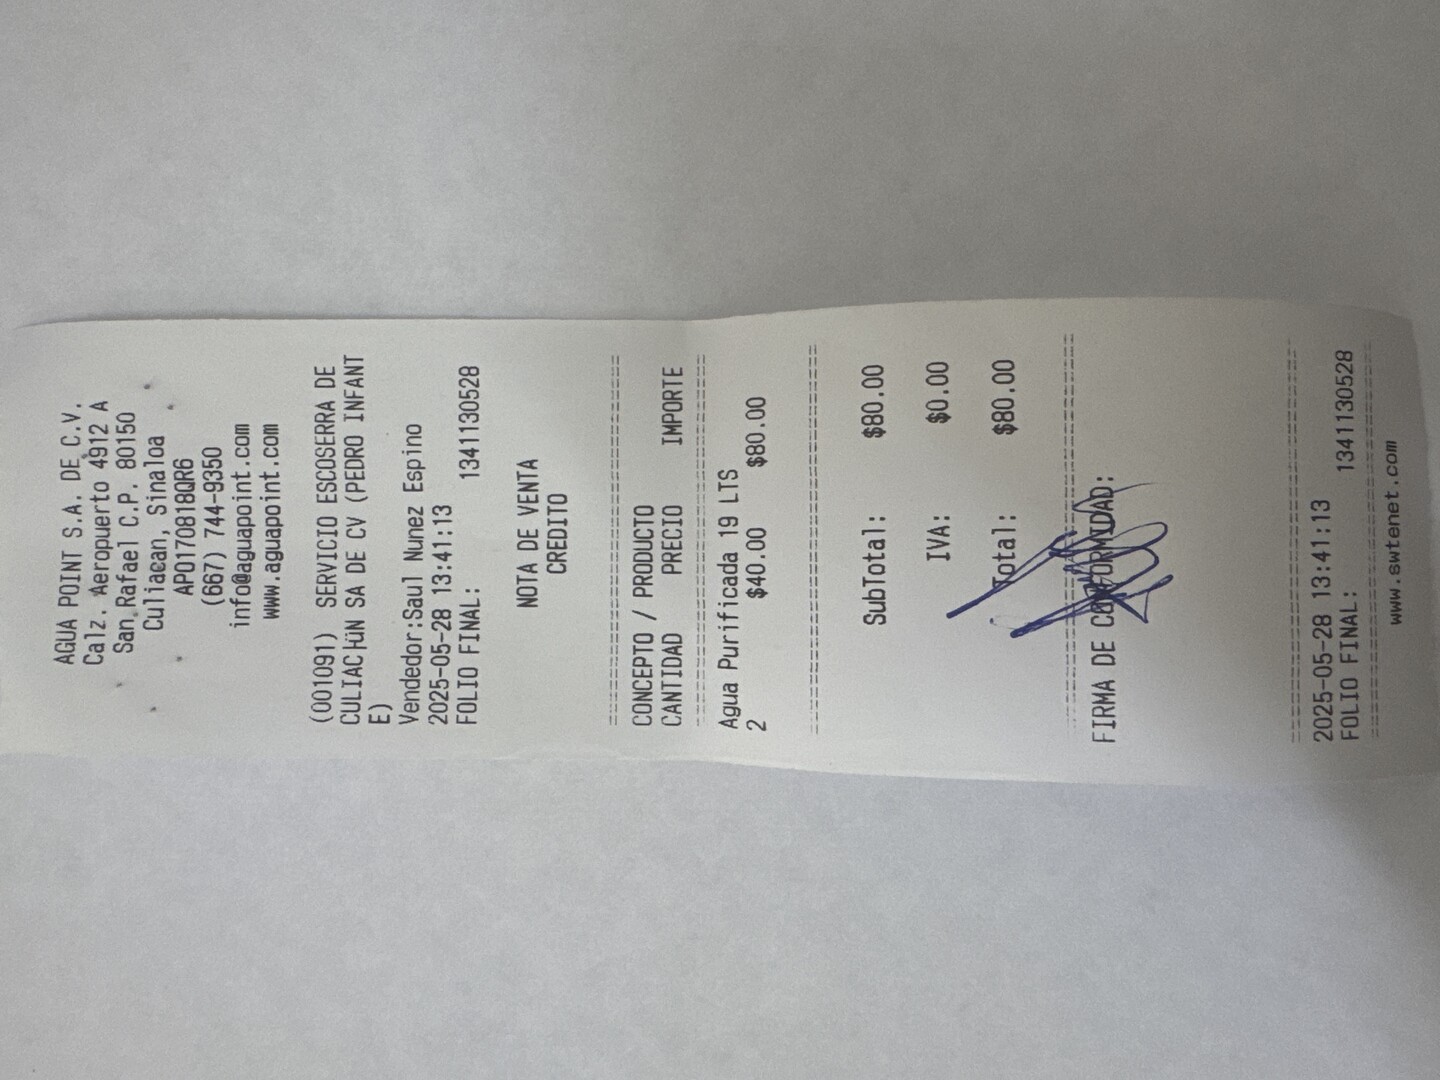 AGUA POINT S.A. DE C.V.
Calz. Aeropuerto 4912 A
San Rafael C.P. 80150
Culiacan, Sinaloa
APO170818QR6
(667) 744-9350
info@aguapoint.com
www.aguapoint.com
(001091) SERVICIO ESCOSERRA DE
CULIACHüN SA DE CV (PEDRO INFANT
E)
Vendedor:Saul Nunez Espino
2025-05-28 13:41:13
FOLIO FINAL: 1341130528
NOTA DE VENTA
CREDITO
CONCEPTO / PRODUCTO
CANTIDAD PRECIO IMPORTE
Agua Purificada 19 LTS
2 $40.00 $80.00
SubTotal: $80.00
IVA: $0.00
Total: $80.00
FIRMA DE CONFORMIDAD:
2025-05-28 13:41:13
FOLIO FINAL: 1341130528
www.swtenet.com